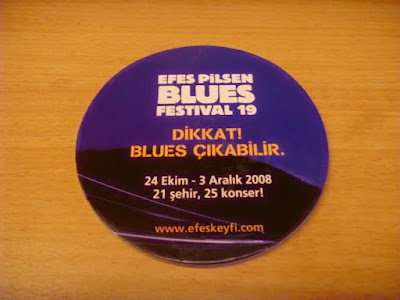 EFES PiLSEN
BLUES
FESTIVAL 19
DİKKAT!
BLUES ÇIKABİLİR.
24 Ekim - 3 Aralık 2008
21 şehir, 25 konser!
www.efeskeyfi.com